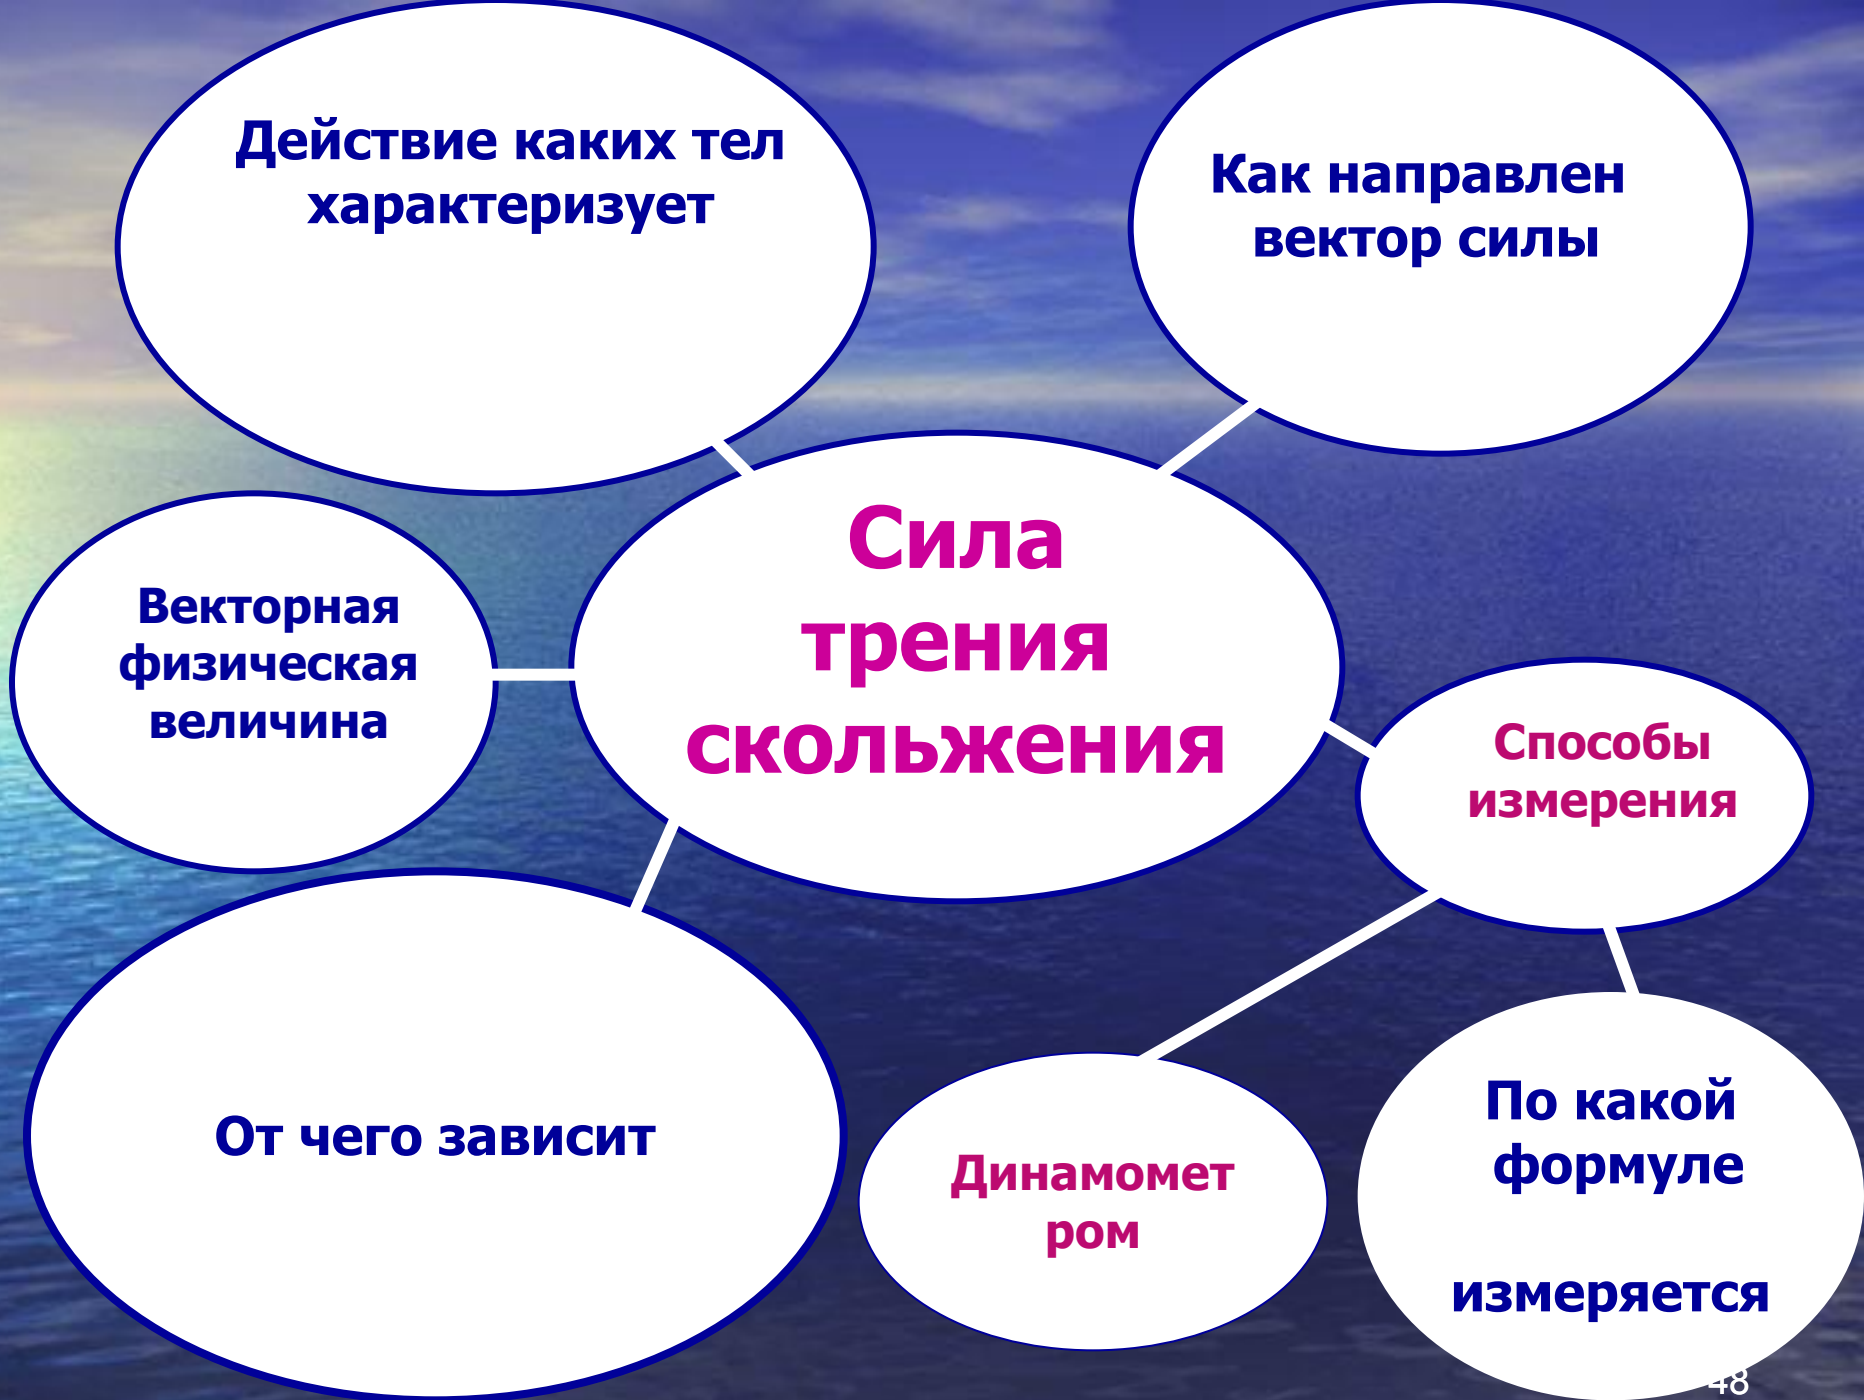 Действие каких тел
характеризует
Как направлен
вектор силы
Сила
трения
скольжения
Векторная
физическая
величина
Способы
измерения
От чего зависит
Динамомет
ром
По какой
формуле
измеряется
48